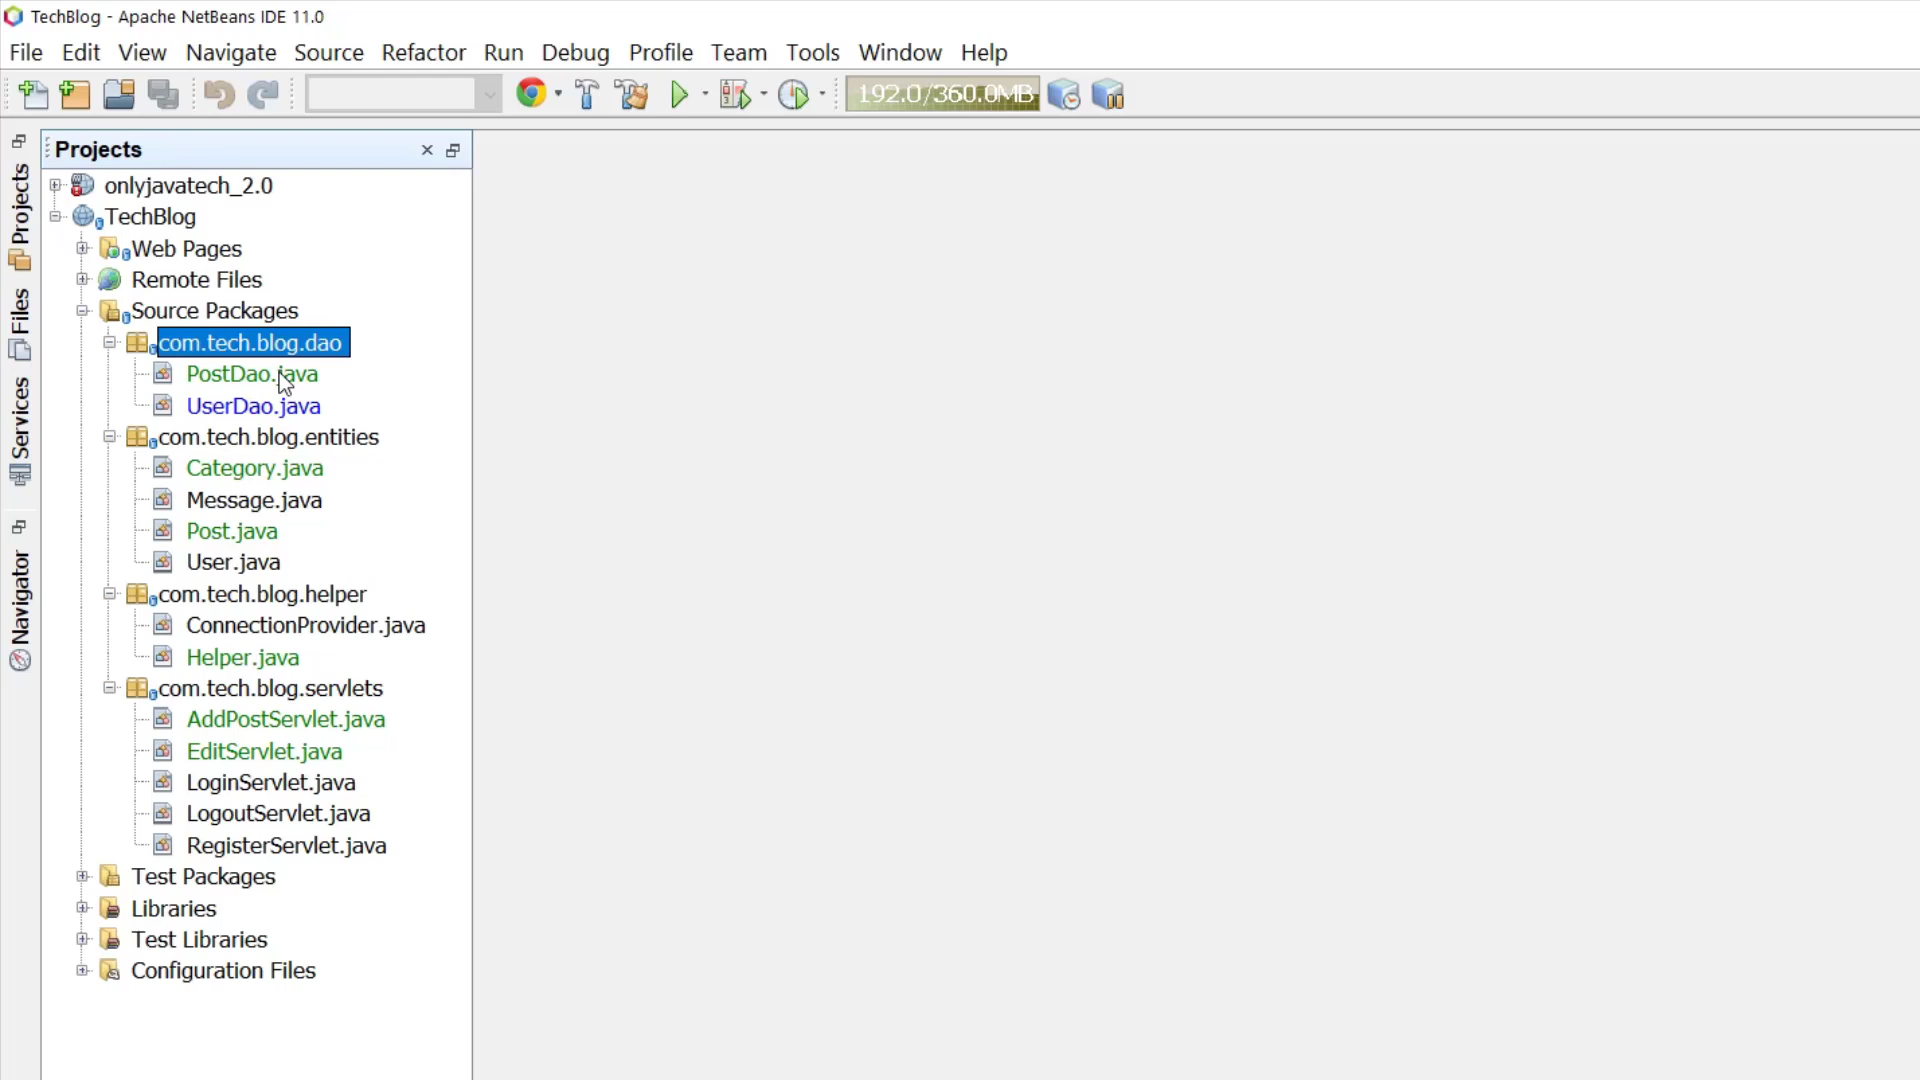 TechBlog - Apache NetBeans IDE 11.0
File Edit View Navigate Source Refactor Run Debug Profile Team Tools Window Help
192.0/360.0MB
Projects
Files
Services
Navigator
Projects
onlyjavatech_2.0
TechBlog
Web Pages
Remote Files
Source Packages
com.tech.blog.dao
PostDao.java
UserDao.java
com.tech.blog.entities
Category.java
Message.java
Post.java
User.java
com.tech.blog.helper
ConnectionProvider.java
Helper.java
com.tech.blog.servlets
AddPostServlet.java
EditServlet.java
LoginServlet.java
LogoutServlet.java
RegisterServlet.java
Test Packages
Libraries
Test Libraries
Configuration Files